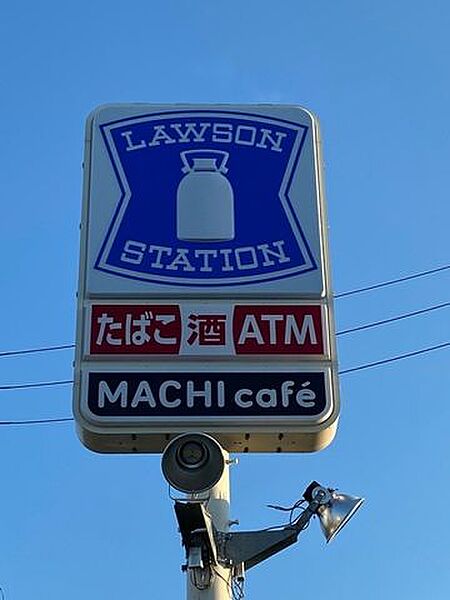 LAWSON
STATION
たばこ 酒 ATM
MACHI café